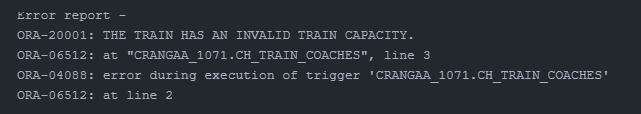 Error report -
ORA-20001: THE TRAIN HAS AN INVALID TRAIN CAPACITY.
ORA-06512: at "CRANGAA_1071.CH_TRAIN_COACHES", line 3
ORA-04088: error during execution of trigger 'CRANGAA_1071.CH_TRAIN_COACHES'
ORA-06512: at line 2